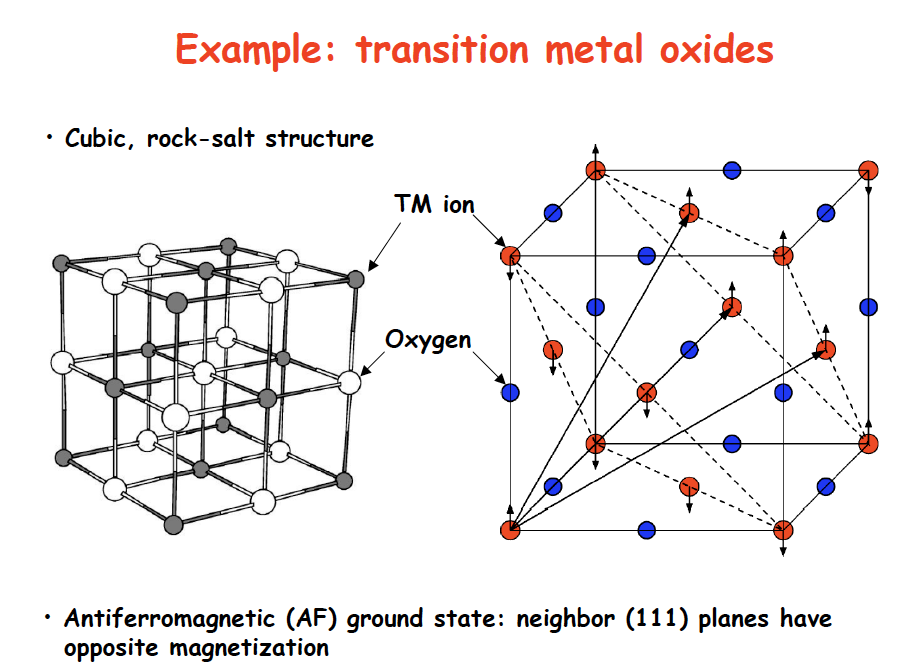 Example: transition metal oxides
• Cubic, rock-salt structure
TM ion
Oxygen
• Antiferromagnetic (AF) ground state: neighbor (111) planes have
opposite magnetization